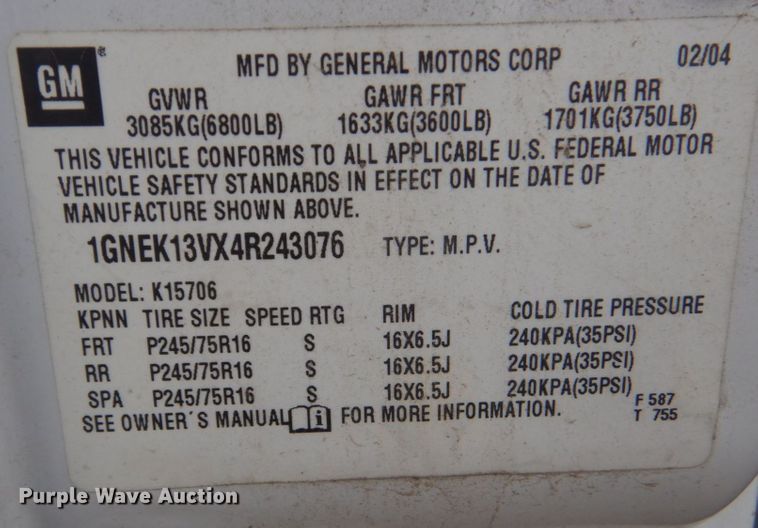 GM®
MFD BY GENERAL MOTORS CORP 02/04
GVWR GAWR FRT GAWR RR
3085KG(6800LB) 1633KG(3600LB) 1701KG(3750LB)
THIS VEHICLE CONFORMS TO ALL APPLICABLE U.S. FEDERAL MOTOR
VEHICLE SAFETY STANDARDS IN EFFECT ON THE DATE OF
MANUFACTURE SHOWN ABOVE.
1GNEK13VX4R243076 TYPE: M.P.V.
MODEL: K15706
KPNN TIRE SIZE SPEED RTG RIM COLD TIRE PRESSURE
FRT P245/75R16 S 16X6.5J 240KPA(35PSI)
RR P245/75R16 S 16X6.5J 240KPA(35PSI)
SPA P245/75R16 S 16X6.5J 240KPA(35PSI)
SEE OWNER´S MANUAL i FOR MORE INFORMATION.
F 587
T 755
Purple Wave Auction